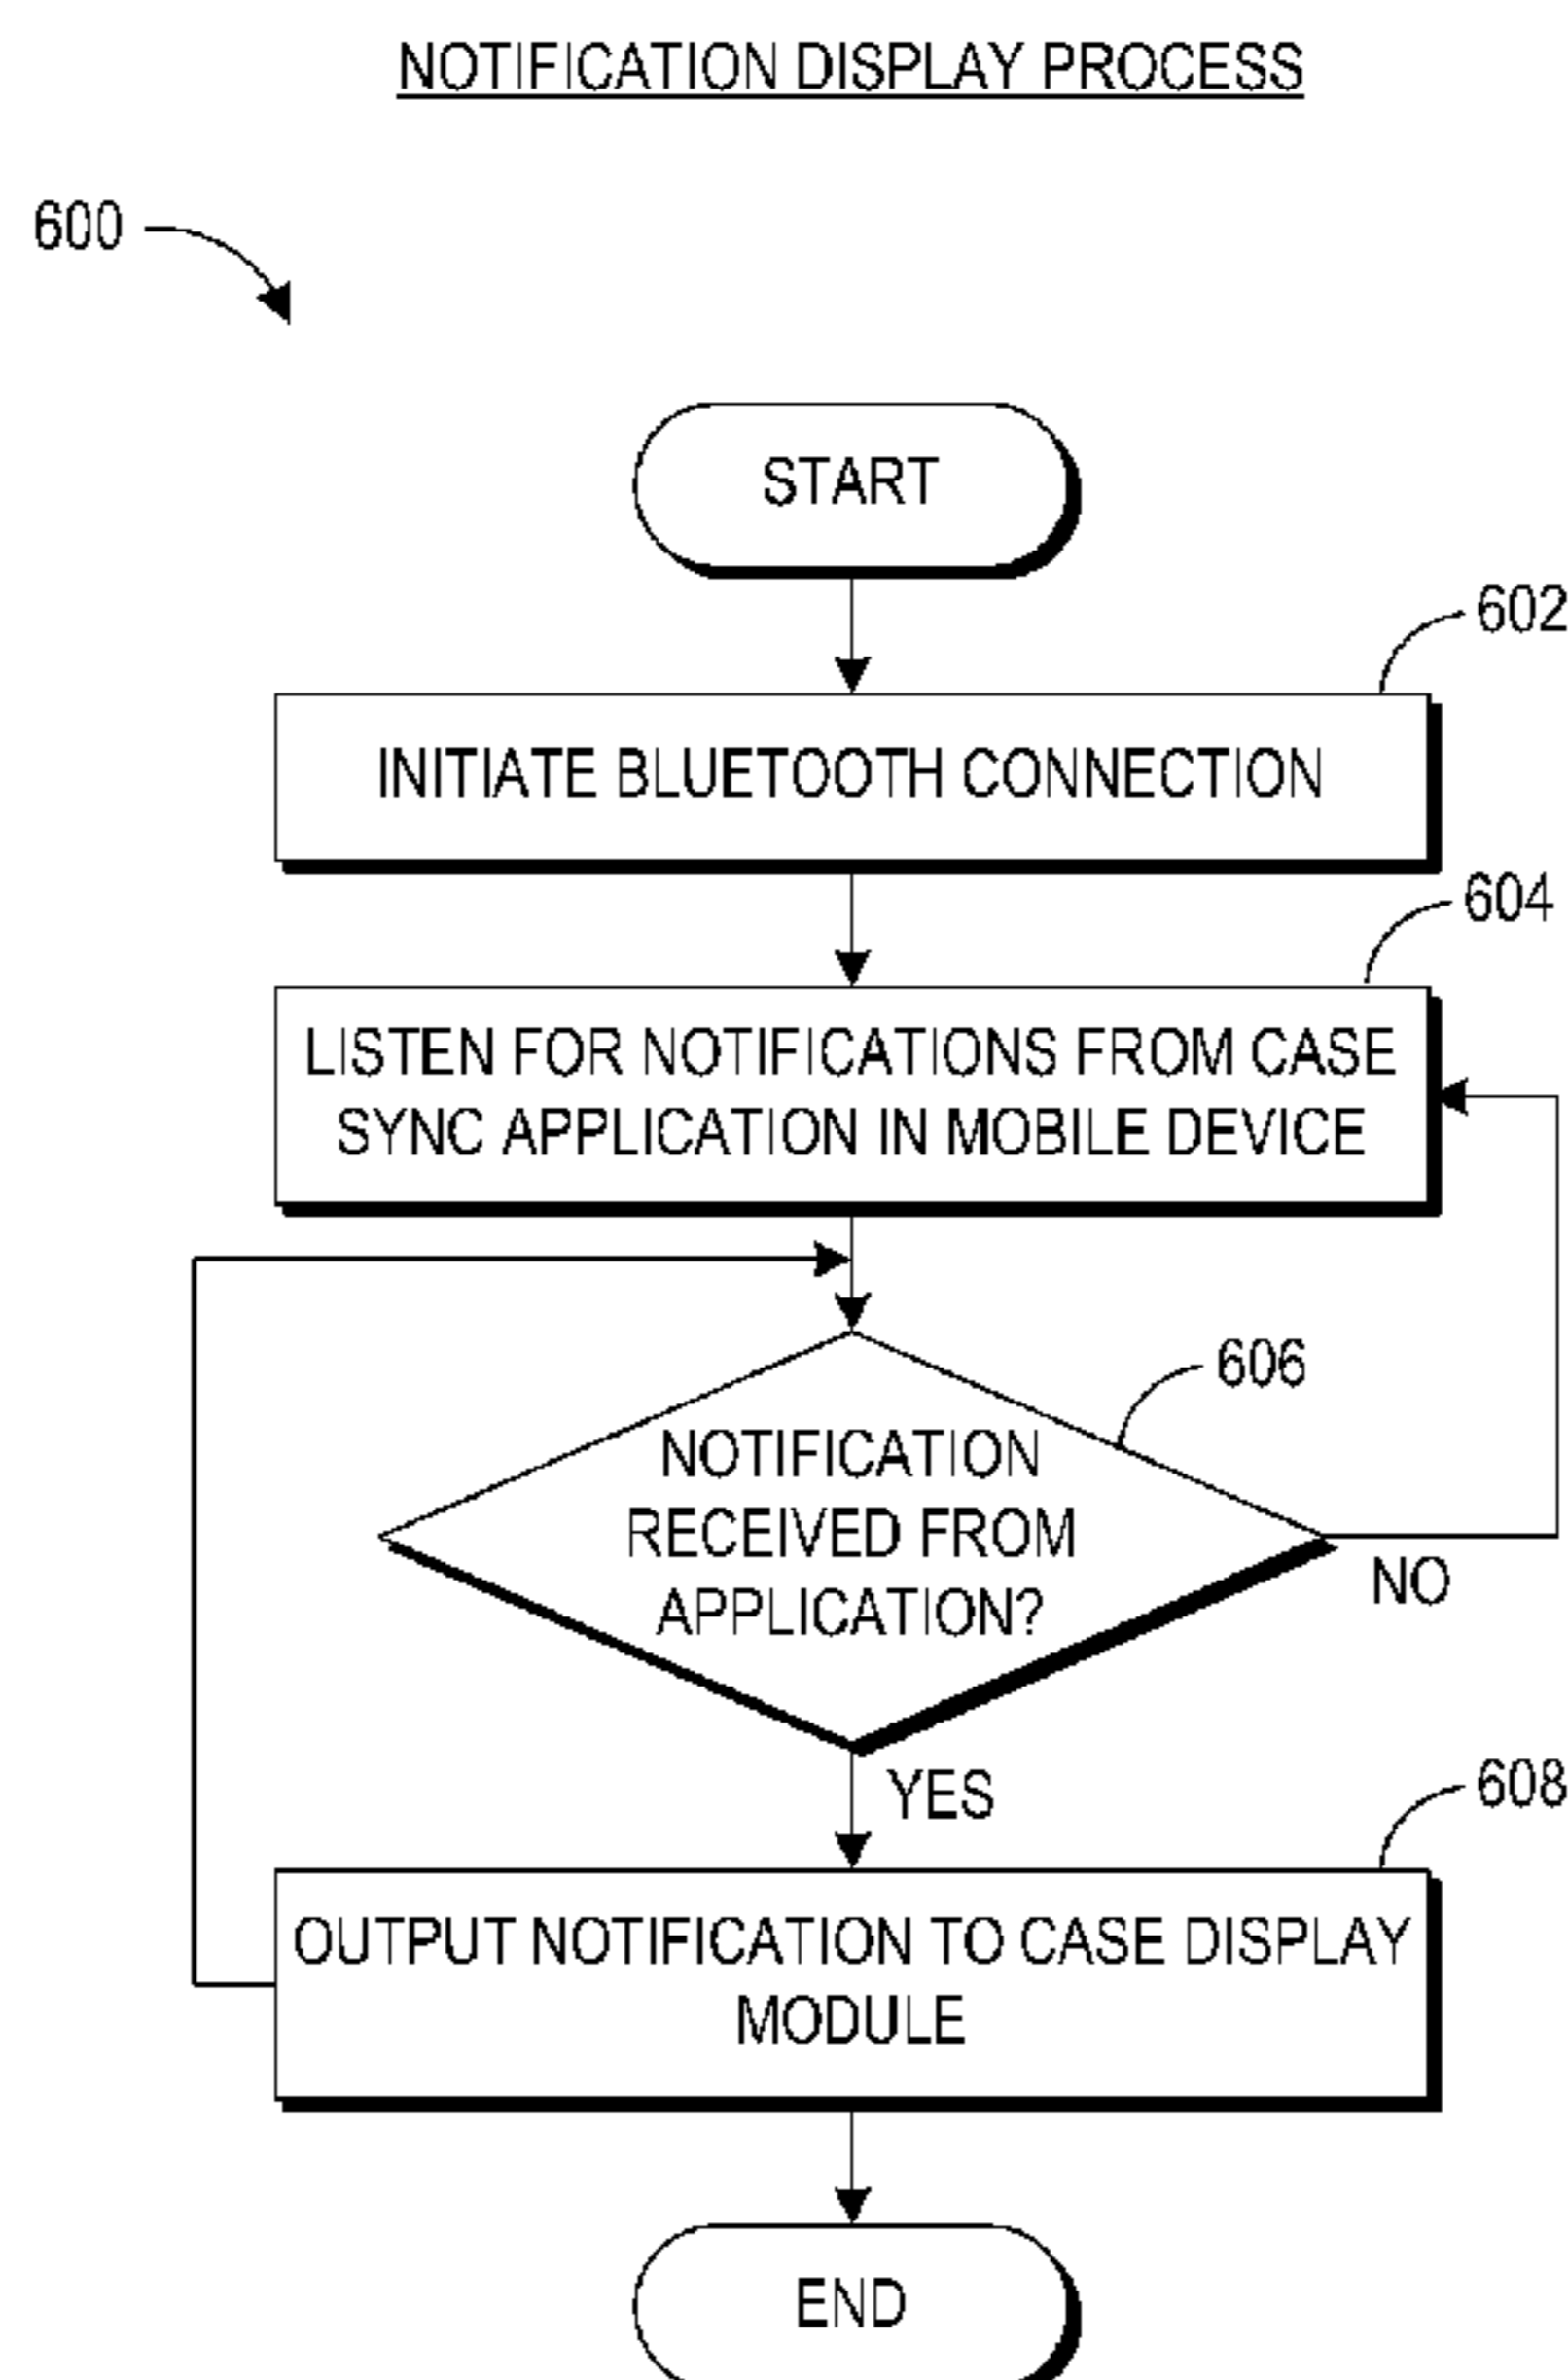 NOTIFICATION DISPLAY PROCESS
600
START
602
INITIATE BLUETOOTH CONNECTION
604
LISTEN FOR NOTIFICATIONS FROM CASE
SYNC APPLICATION IN MOBILE DEVICE
606
NOTIFICATION
RECEIVED FROM
APPLICATION?
NO
YES
608
OUTPUT NOTIFICATION TO CASE DISPLAY
MODULE
END